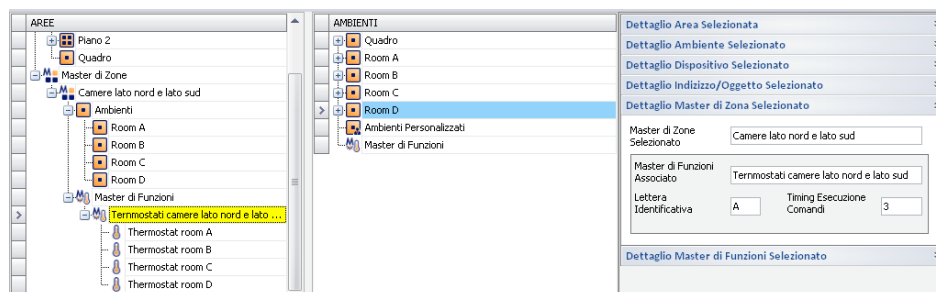 AREE
Piano 2
Quadro
Master di Zone
Camere lato nord e lato sud
Ambienti
Room A
Room B
Room C
Room D
Master di Funzioni
Ternmostati camere lato nord e lato ...
Thermostat room A
Thermostat room B
Thermostat room C
Thermostat room D
AMBIENTI
Quadro
Room A
Room B
Room C
Room D
Ambienti Personalizzati
Master di Funzioni
Dettaglio Area Selezionata
Dettaglio Ambiente Selezionato
Dettaglio Dispositivo Selezionato
Dettaglio Indizizzo/Oggetto Selezionato
Dettaglio Master di Zona Selezionato
Master di Zone
Selezionato
Camere lato nord e lato sud
Master di Funzioni
Associato
Ternmostati camere lato nord e lato sud
Lettera
Identificativa
A
Timing Esecuzione
Comandi
3
Dettaglio Master di Funzioni Selezionato